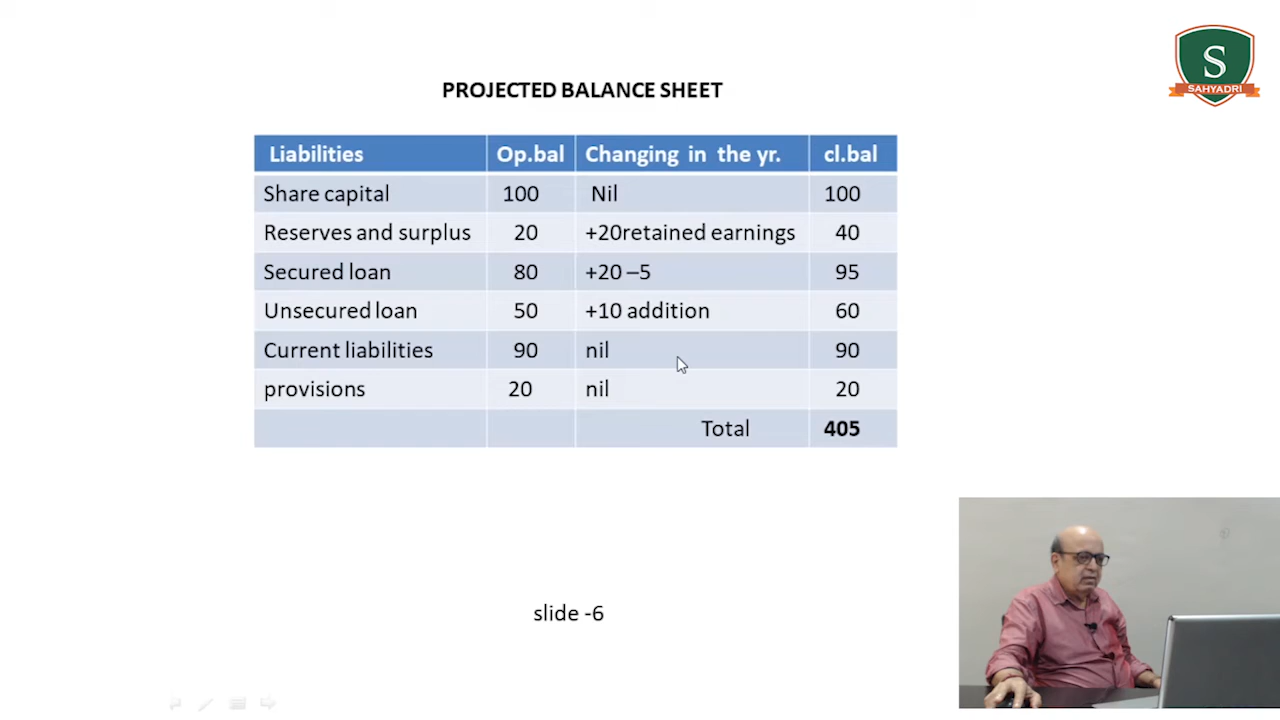 S
SAHYADRI
PROJECTED BALANCE SHEET
Liabilities Op.bal Changing in the yr. cl.bal
Share capital 100 Nil 100
Reserves and surplus 20 +20retained earnings 40
Secured loan 80 +20 –5 95
Unsecured loan 50 +10 addition 60
Current liabilities 90 nil 90
provisions 20 nil 20
Total 405
slide -6